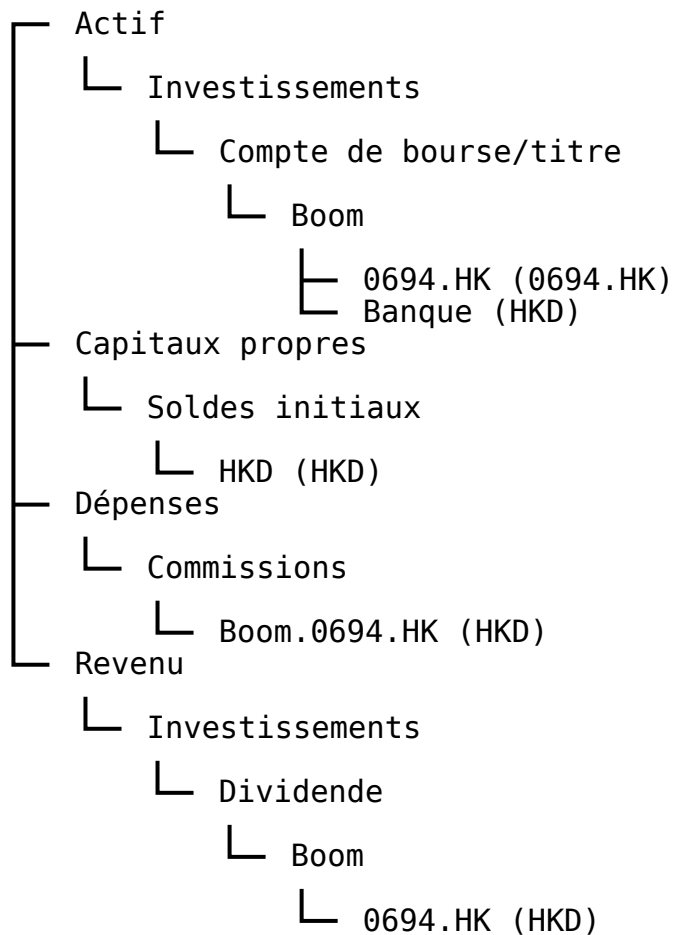 Actif
Investissements
Compte de bourse/titre
Boom
0694.HK (0694.HK)
Banque (HKD)
Capitaux propres
Soldes initiaux
HKD (HKD)
Dépenses
Commissions
Boom.0694.HK (HKD)
Revenu
Investissements
Dividende
Boom
0694.HK (HKD)